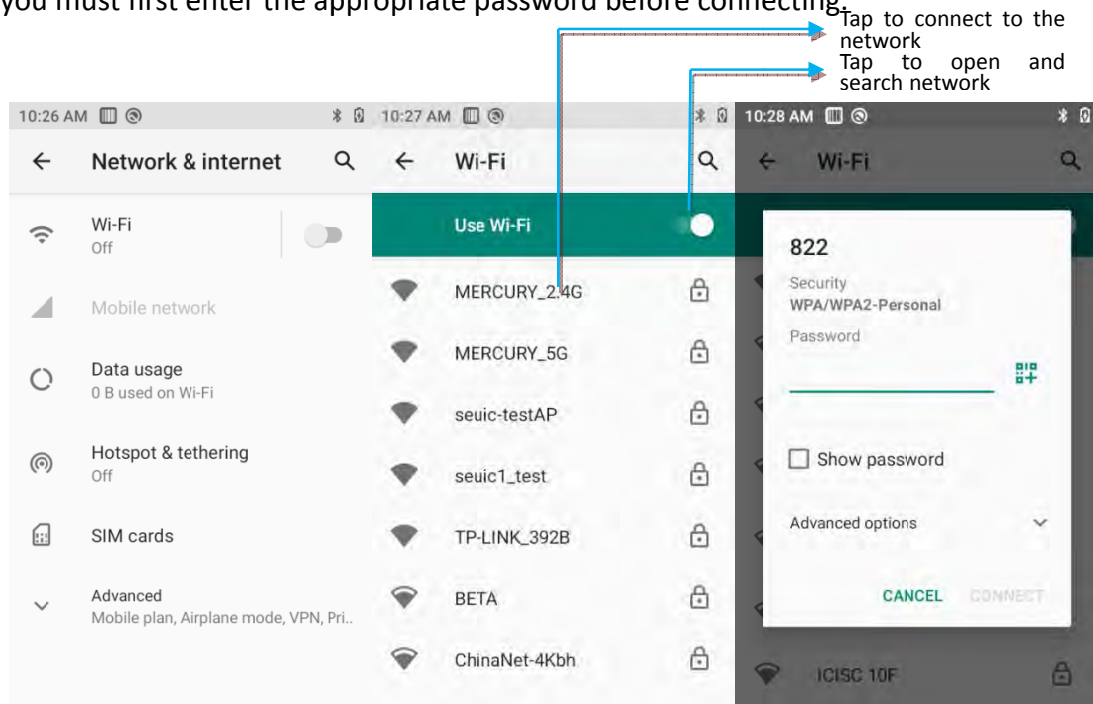 you must first enter the appropriate password before connecting.
Tap to connect to the
network
Tap to open and
search network
10:26 AM
Network & internet
Wi-Fi
Off
Mobile network
Data usage
0 B used on Wi-Fi
Hotspot & tethering
Off
SIM cards
Advanced
Mobile plan, Airplane mode, VPN, Pri..
10:27 AM
Wi-Fi
Use Wi-Fi
MERCURY_2.4G
MERCURY_5G
seuic-testAP
seuic1_test
TP-LINK_392B
BETA
ChinaNet-4Kbh
10:28 AM
Wi-Fi
822
Security
WPA/WPA2-Personal
Password
Show password
Advanced options
CANCEL CONNECT
ICISC 10F